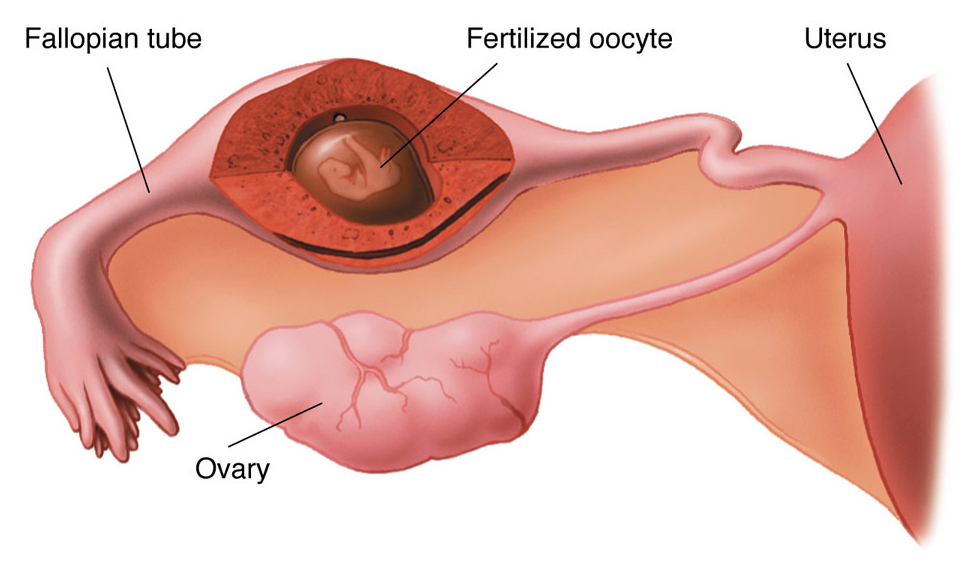 Fallopian tube
Fertilized oocyte
Uterus
Ovary